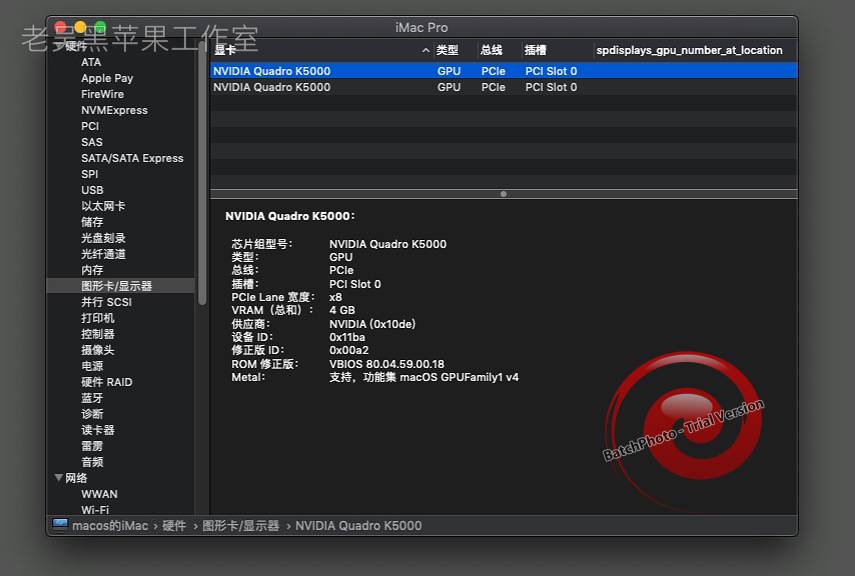 iMac Pro
老吴黑苹果工作室
硬件
ATA
Apple Pay
FireWire
NVMExpress
PCI
SAS
SATA/SATA Express
SPI
USB
以太网卡
储存
光盘刻录
光纤通道
内存
图形卡/显示器
并行 SCSI
打印机
控制器
摄像头
电源
硬件 RAID
蓝牙
诊断
读卡器
雷雳
音频
网络
WWAN
Wi-Fi
显卡 类型 总线 插槽 spdisplays_gpu_number_at_location
NVIDIA Quadro K5000 GPU PCIe PCI Slot 0
NVIDIA Quadro K5000 GPU PCIe PCI Slot 0
NVIDIA Quadro K5000:
芯片组型号: NVIDIA Quadro K5000
类型: GPU
总线: PCIe
插槽: PCI Slot 0
PCIe Lane 宽度: x8
VRAM（总和）: 4 GB
供应商: NVIDIA (0x10de)
设备 ID: 0x11ba
修正版 ID: 0x00a2
ROM 修正版: VBIOS 80.04.59.00.18
Metal: 支持，功能集 macOS GPUFamily1 v4
BatchPhoto - Trial Version
macos的iMac › 硬件 › 图形卡/显示器 › NVIDIA Quadro K5000